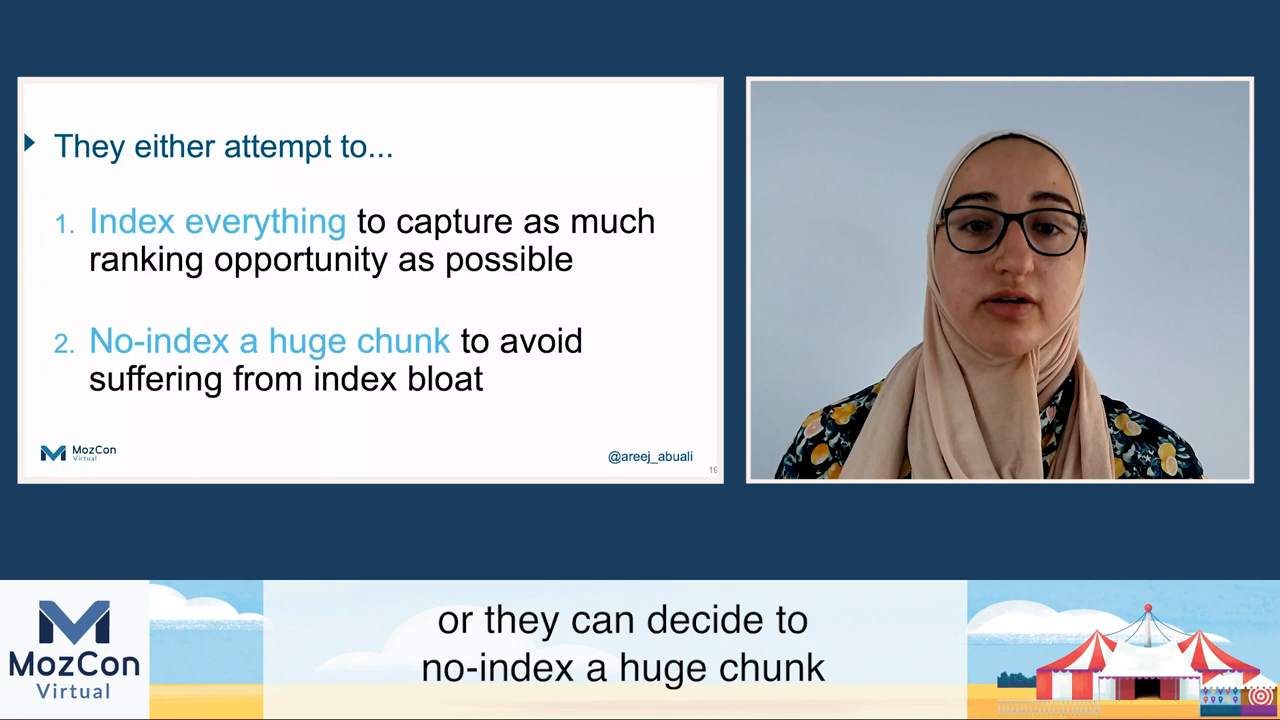 They either attempt to...
1. Index everything to capture as much
ranking opportunity as possible
2. No-index a huge chunk to avoid
suffering from index bloat
MozCon
Virtual
@areej_abuali
19
MozCon
Virtual
or they can decide to
no-index a huge chunk